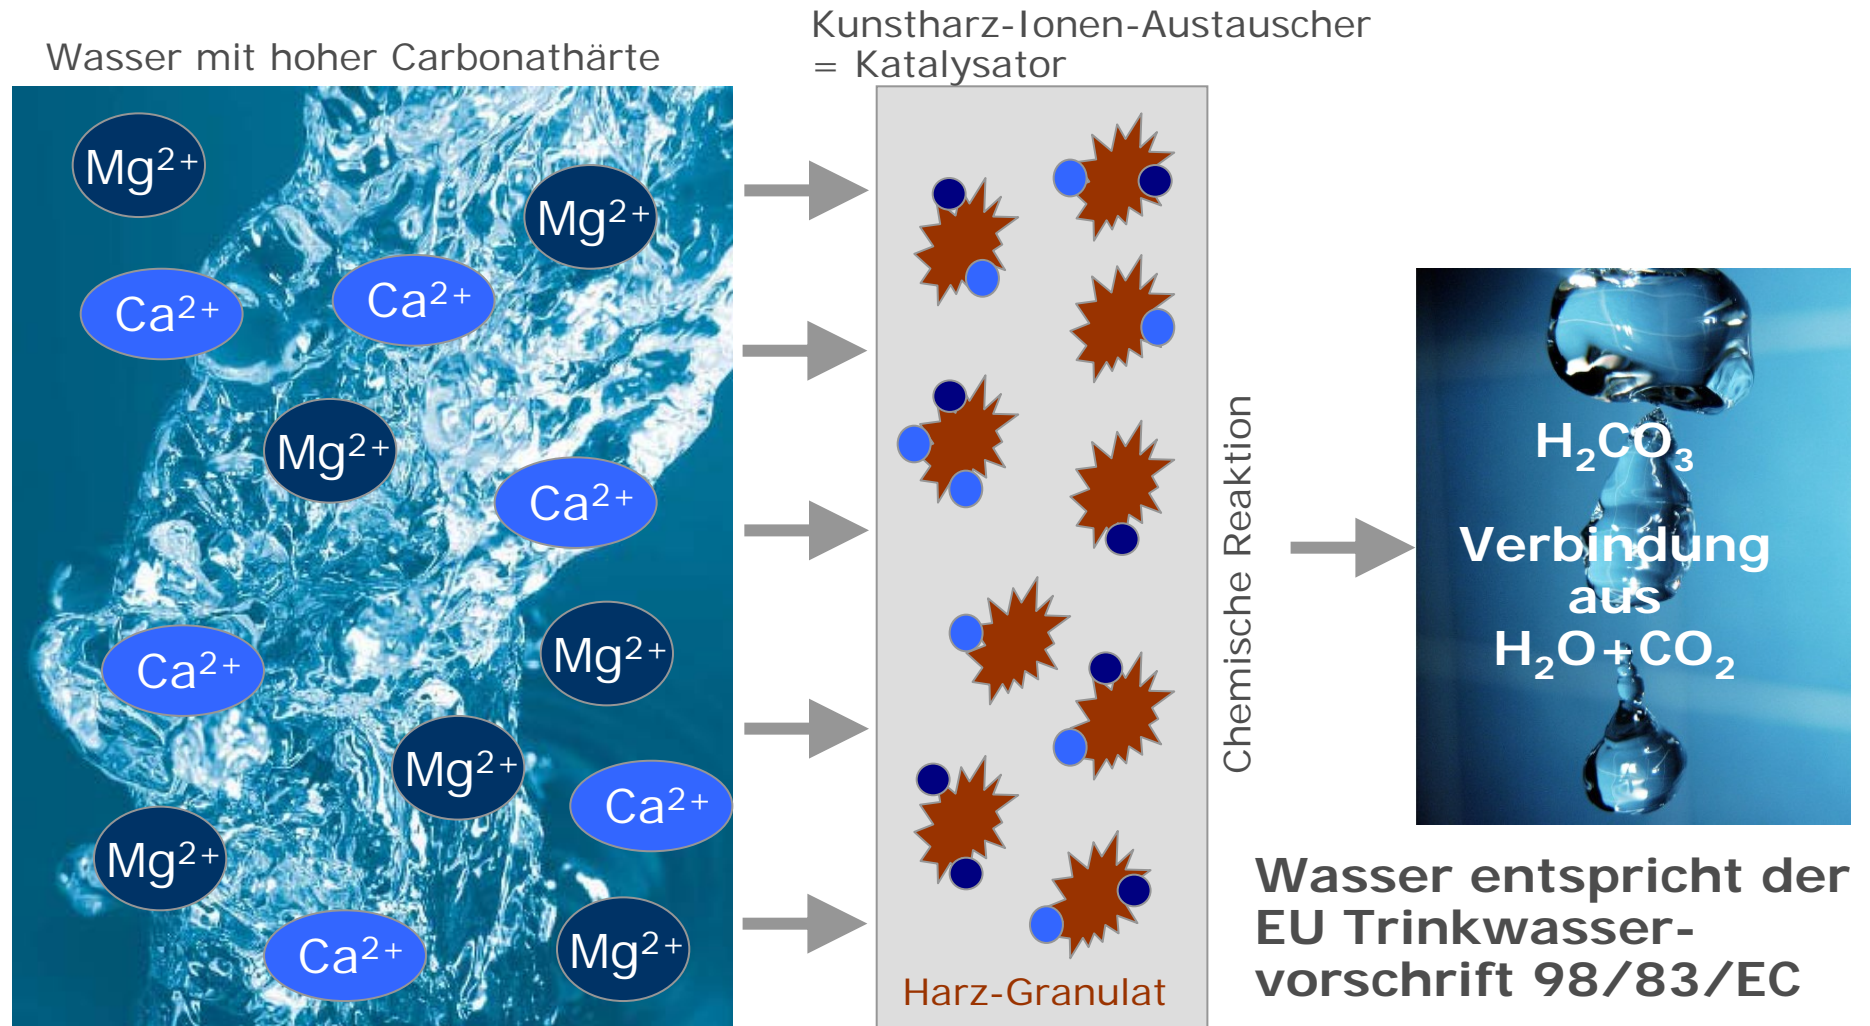 Wasser mit hoher Carbonathärte
Mg²⁺
Mg²⁺
Ca²⁺
Ca²⁺
Mg²⁺
Ca²⁺
Mg²⁺
Ca²⁺
Mg²⁺
Ca²⁺
Mg²⁺
Ca²⁺
Mg²⁺
Kunstharz-Ionen-Austauscher
= Katalysator
Harz-Granulat
Chemische Reaktion
H₂CO₃
Verbindung
aus
H₂O+CO₂
Wasser entspricht der
EU Trinkwasser-
vorschrift 98/83/EC